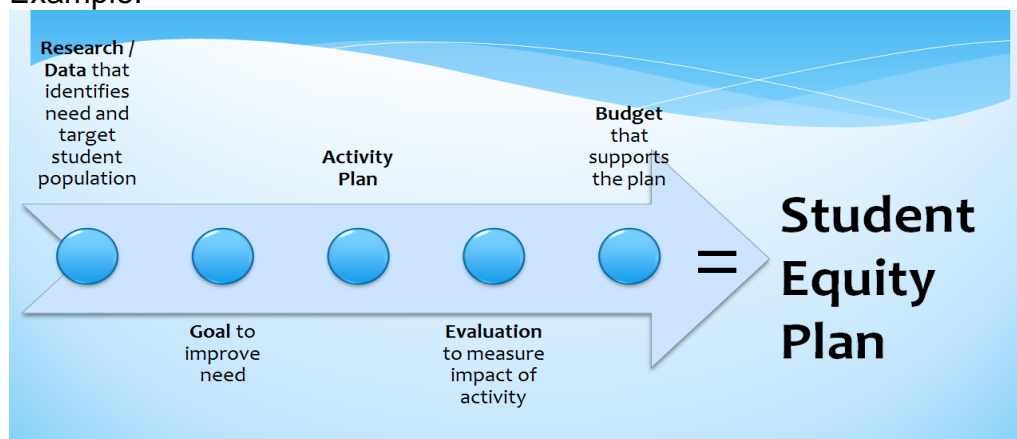 Example:
Research /
Data that
identifies
need and
target
student
population
Goal to
improve
need
Activity
Plan
Evaluation
to measure
impact of
activity
Budget
that
supports
the plan
=
Student
Equity
Plan